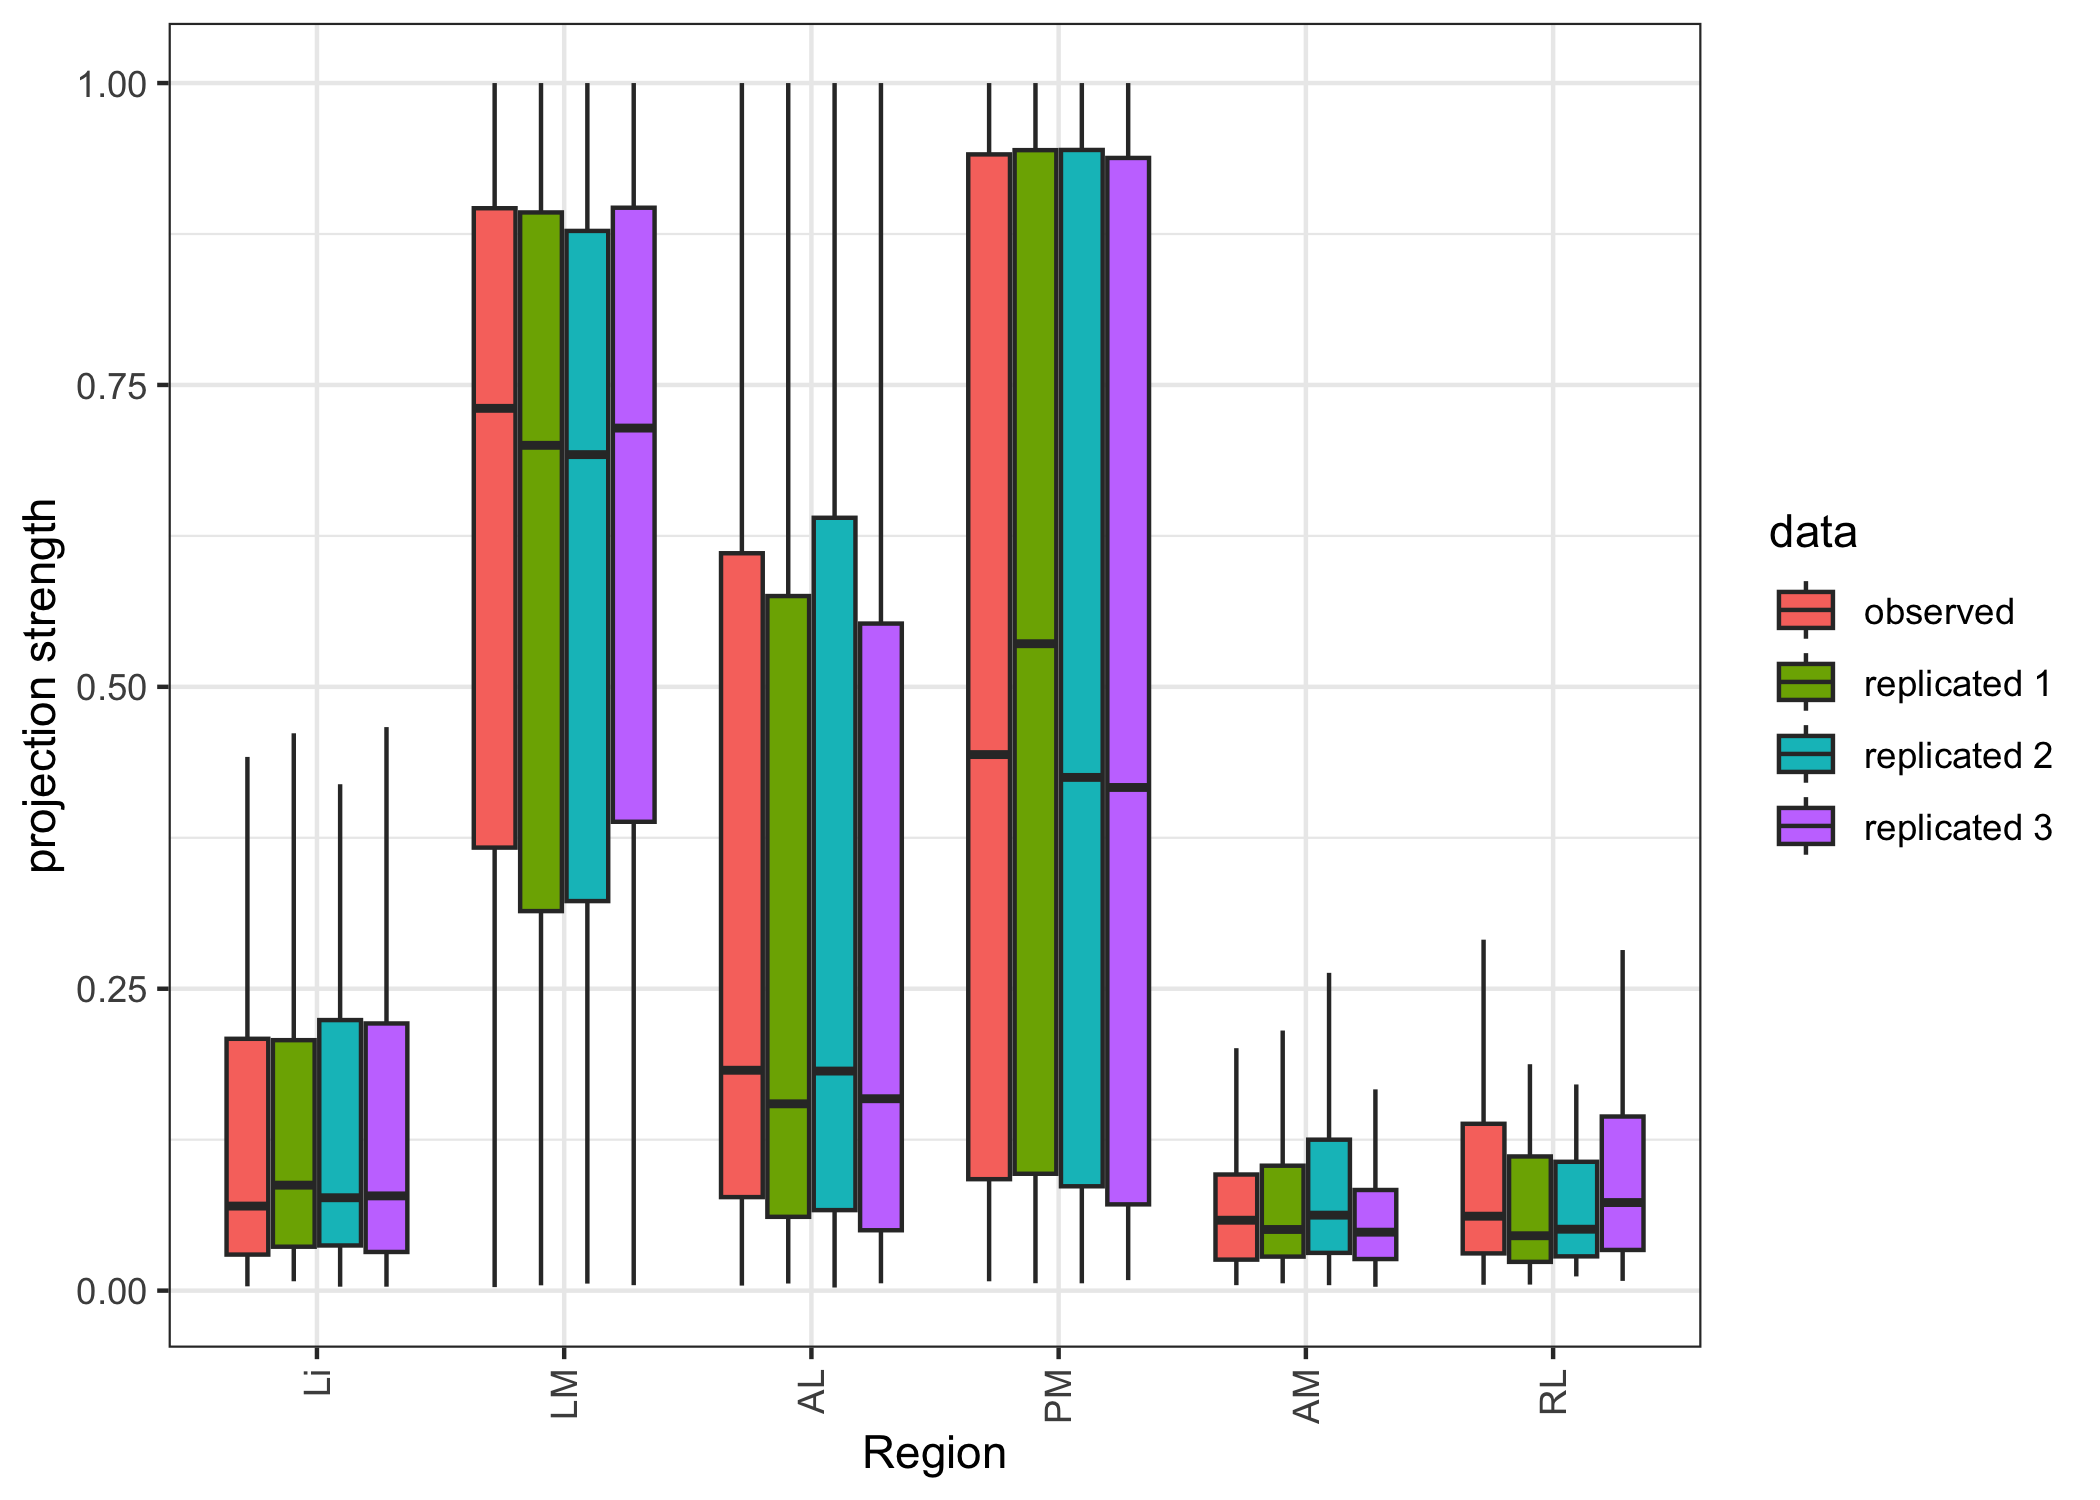 1.00
0.75
0.50
0.25
0.00
projection strength
Li
LM
AL
PM
AM
RL
Region
data
observed
replicated 1
replicated 2
replicated 3